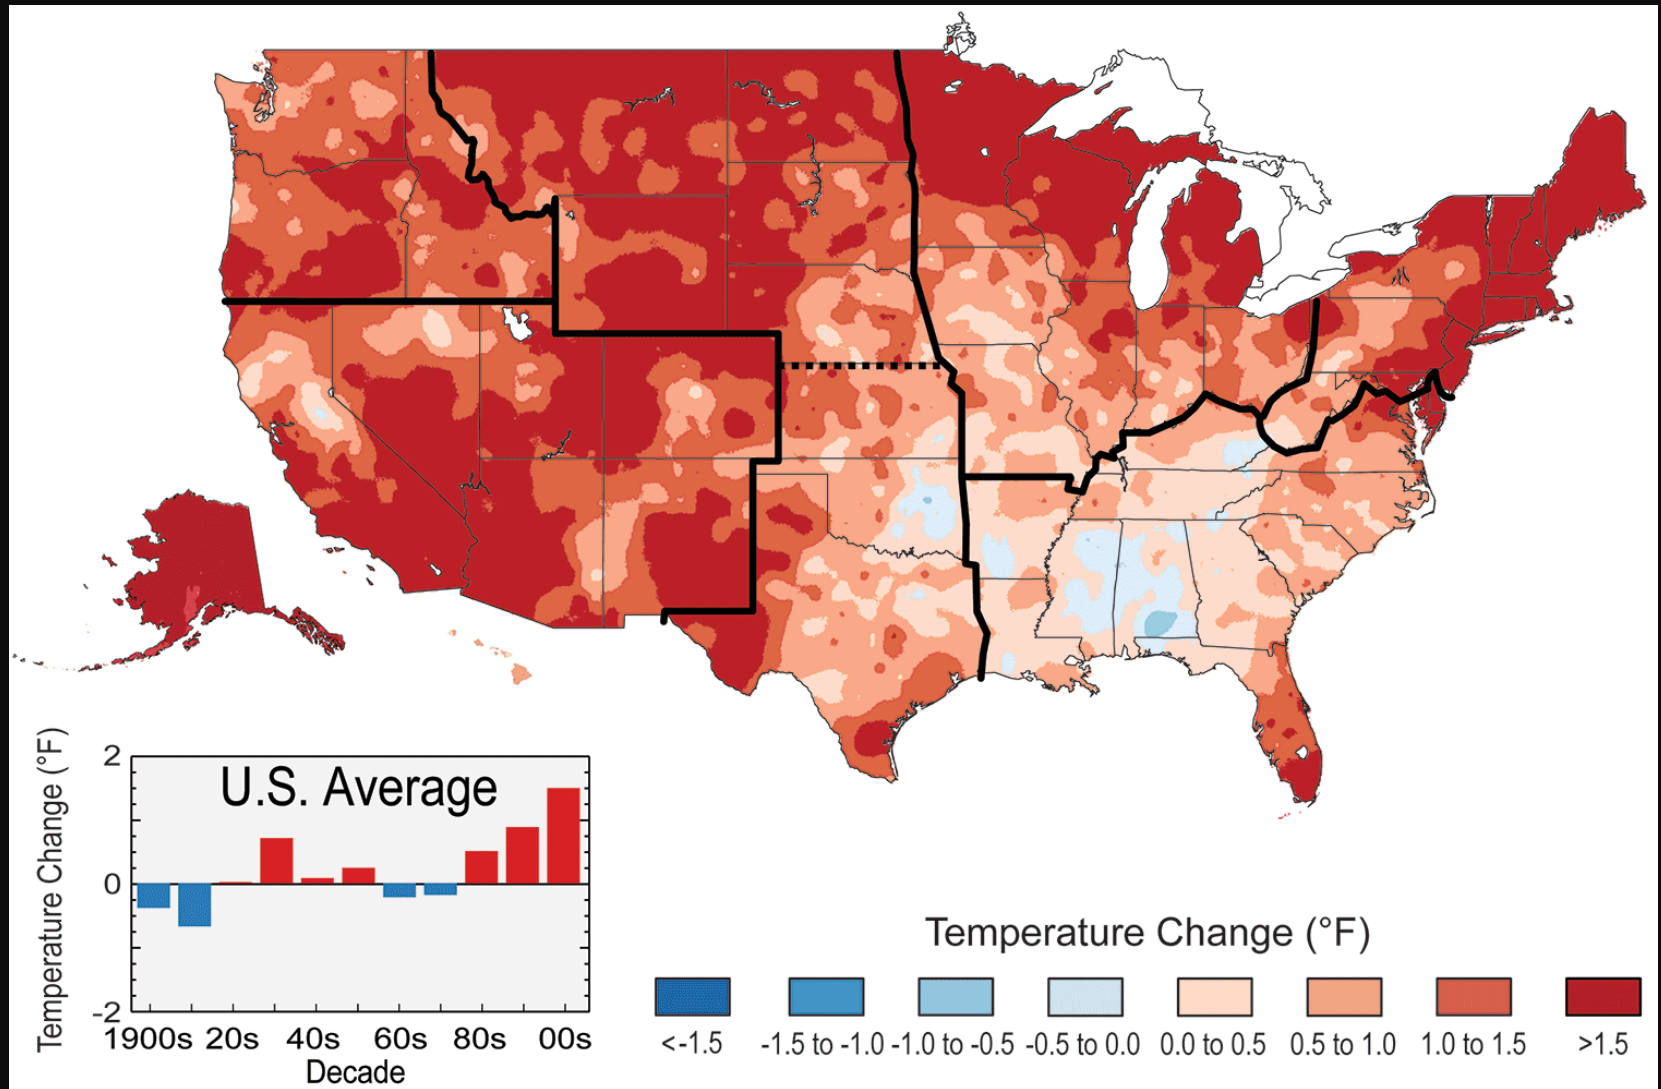 U.S. Average
Temperature Change (°F)
2
0
-2
1900s 20s 40s 60s 80s 00s
Decade
Temperature Change (°F)
<-1.5 -1.5 to -1.0 -1.0 to -0.5 -0.5 to 0.0 0.0 to 0.5 0.5 to 1.0 1.0 to 1.5 >1.5